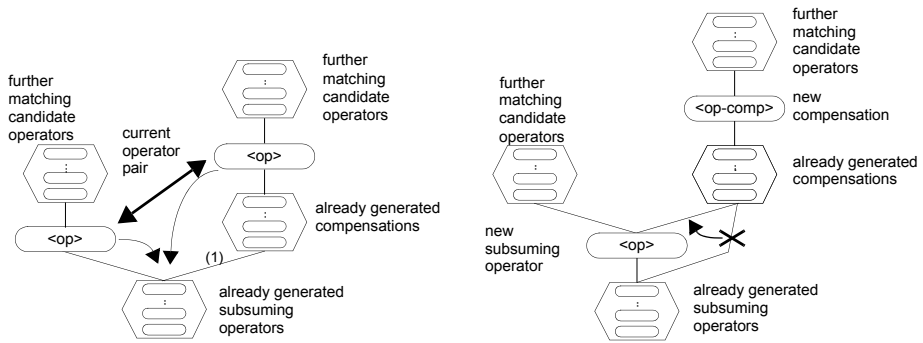 further
matching
candidate
operators
<op>
current
operator
pair
further
matching
candidate
operators
<op>
already generated
compensations
(1)
already generated
subsuming
operators
further
matching
candidate
operators
new
subsuming
operator
<op>
further
matching
candidate
operators
<op-comp>
new
compensation
already generated
compensations
already generated
subsuming
operators